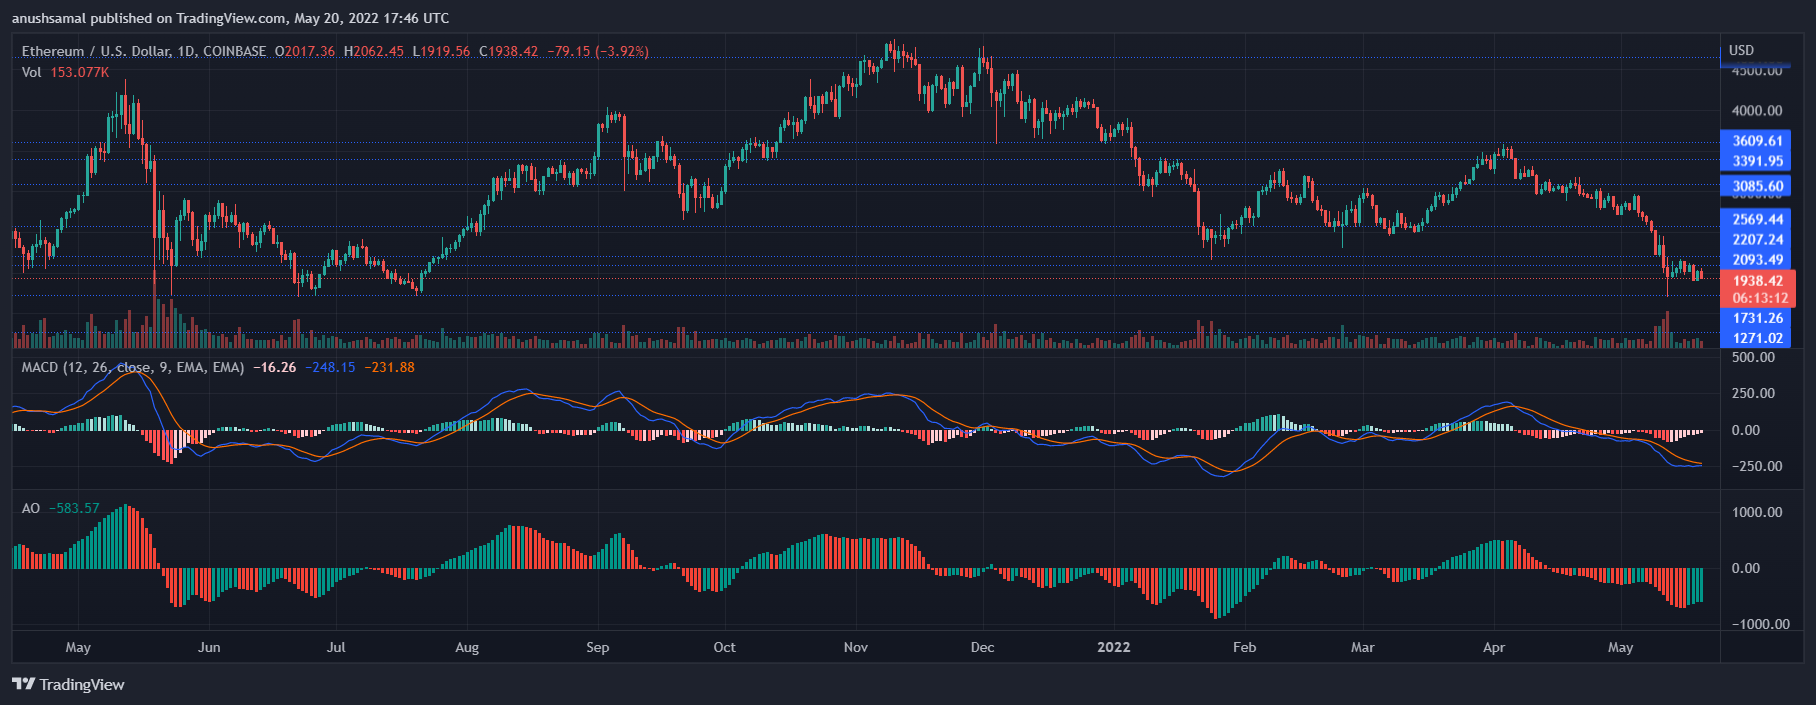 anushsamal published on TradingView.com, May 20, 2022 17:46 UTC
Ethereum / U.S. Dollar, 1D, COINBASE O2017.36 H2062.45 L1919.56 C1938.42 −79.15 (−3.92%)
Vol 153.077K
USD
4500.00
4000.00
3609.61
3391.95
3085.60
2569.44
2207.24
2093.49
1938.42
06:13:12
1731.26
1271.02
MACD (12, 26, close, 9, EMA, EMA) −16.26 −248.15 −231.88
500.00
250.00
0.00
−250.00
AO −583.57
1000.00
0.00
−1000.00
May Jun Jul Aug Sep Oct Nov Dec 2022 Feb Mar Apr May
TradingView